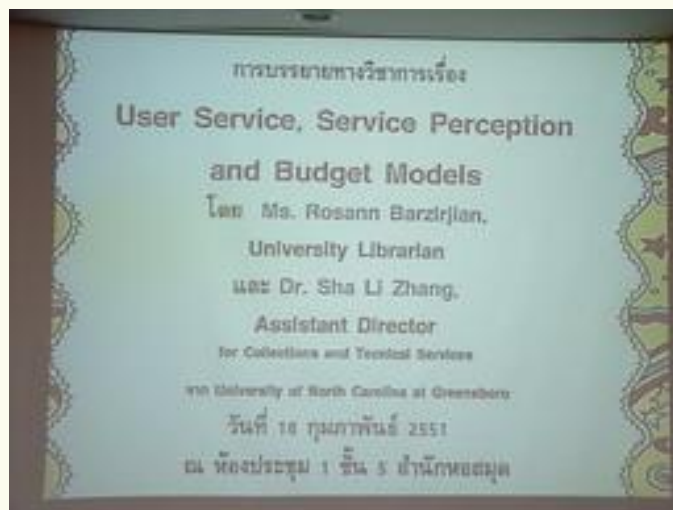 การบรรยายทางวิชาการเรื่อง
User Service, Service Perception
and Budget Models
โดย Ms. Rosann Barzirjian,
University Librarian
และ Dr. Sha Li Zhang,
Assistant Director
for Collections and Tecnical Services
จาก University of North Carolina at Greensboro
วันที่ 18 กุมภาพันธ์ 2551
ณ ห้องประชุม 1 ชั้น 5 สำนักหอสมุด